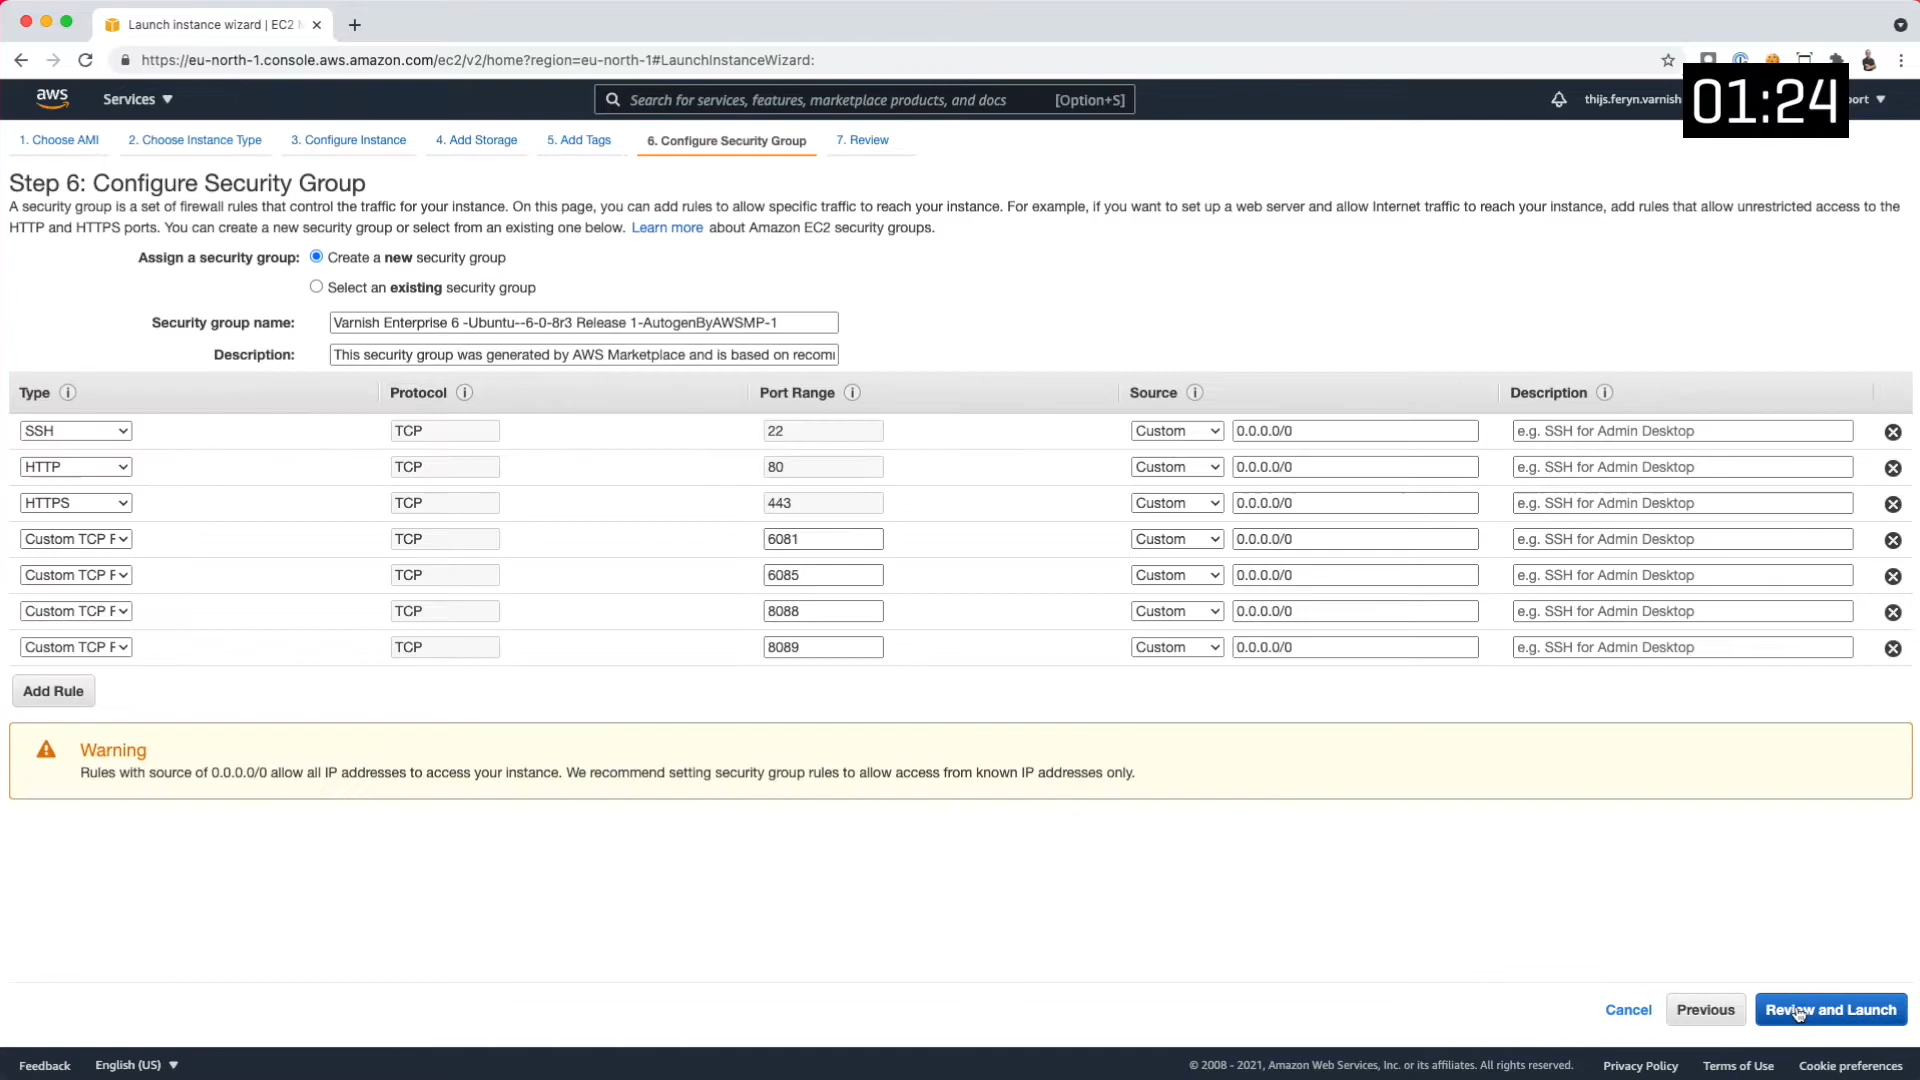 Launch instance wizard | EC2
https://eu-north-1.console.aws.amazon.com/ec2/v2/home?region=eu-north-1#LaunchInstanceWizard:
aws
Services
Search for services, features, marketplace products, and docs
[Option+S]
thijs.feryn.varnish
port
01:24
1. Choose AMI
2. Choose Instance Type
3. Configure Instance
4. Add Storage
5. Add Tags
6. Configure Security Group
7. Review
Step 6: Configure Security Group
A security group is a set of firewall rules that control the traffic for your instance. On this page, you can add rules to allow specific traffic to reach your instance. For example, if you want to set up a web server and allow Internet traffic to reach your instance, add rules that allow unrestricted access to the
HTTP and HTTPS ports. You can create a new security group or select from an existing one below. Learn more about Amazon EC2 security groups.
Assign a security group: Create a new security group
Select an existing security group
Security group name: Varnish Enterprise 6 -Ubuntu--6-0-8r3 Release 1-AutogenByAWSMP-1
Description: This security group was generated by AWS Marketplace and is based on recom
Type Protocol Port Range Source Description
SSH TCP 22 Custom 0.0.0.0/0 e.g. SSH for Admin Desktop
HTTP TCP 80 Custom 0.0.0.0/0 e.g. SSH for Admin Desktop
HTTPS TCP 443 Custom 0.0.0.0/0 e.g. SSH for Admin Desktop
Custom TCP F TCP 6081 Custom 0.0.0.0/0 e.g. SSH for Admin Desktop
Custom TCP F TCP 6085 Custom 0.0.0.0/0 e.g. SSH for Admin Desktop
Custom TCP F TCP 8088 Custom 0.0.0.0/0 e.g. SSH for Admin Desktop
Custom TCP F TCP 8089 Custom 0.0.0.0/0 e.g. SSH for Admin Desktop
Add Rule
Warning
Rules with source of 0.0.0.0/0 allow all IP addresses to access your instance. We recommend setting security group rules to allow access from known IP addresses only.
Cancel
Previous
Review and Launch
Feedback
English (US)
© 2008 - 2021, Amazon Web Services, Inc. or its affiliates. All rights reserved.
Privacy Policy
Terms of Use
Cookie preferences